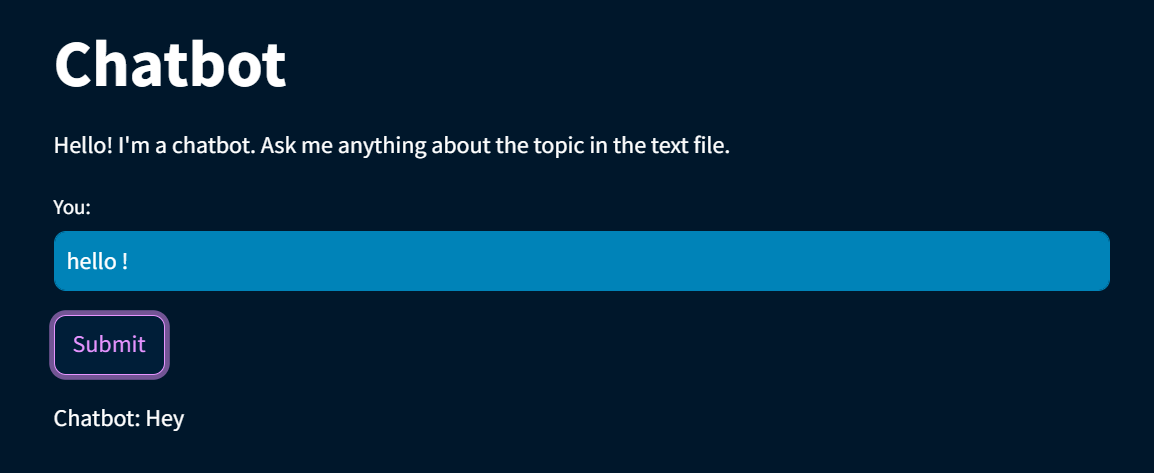 Chatbot
Hello! I'm a chatbot. Ask me anything about the topic in the text file.
You:
hello !
Submit
Chatbot: Hey